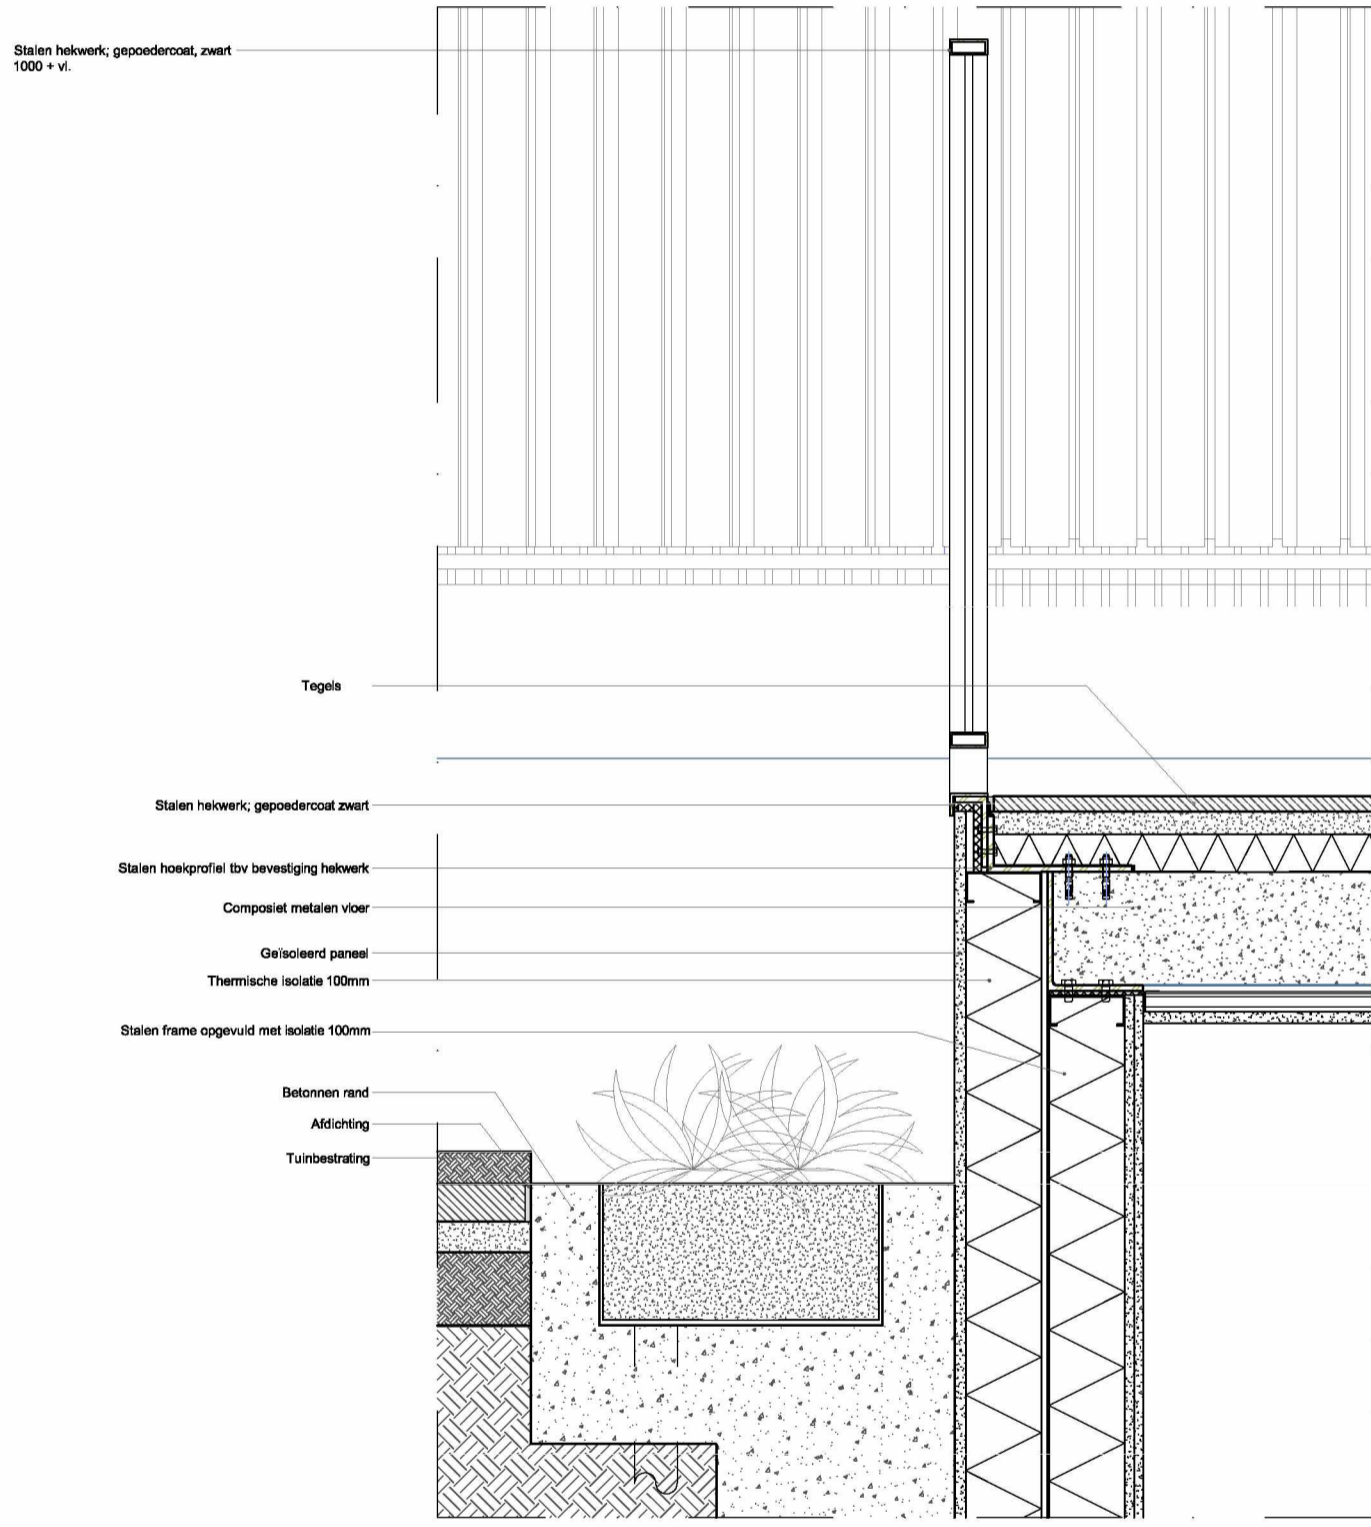 Stalen hekwerk; gepoedercoat, zwart
1000 + vl.
Tegels
Stalen hekwerk; gepoedercoat zwart
Stalen hoekprofiel tbv bevestiging hekwerk
Composiet metalen vloer
Geïsoleerd paneel
Thermische isolatie 100mm
Stalen frame opgevuld met isolatie 100mm
Betonnen rand
Afdichting
Tuinbestrating